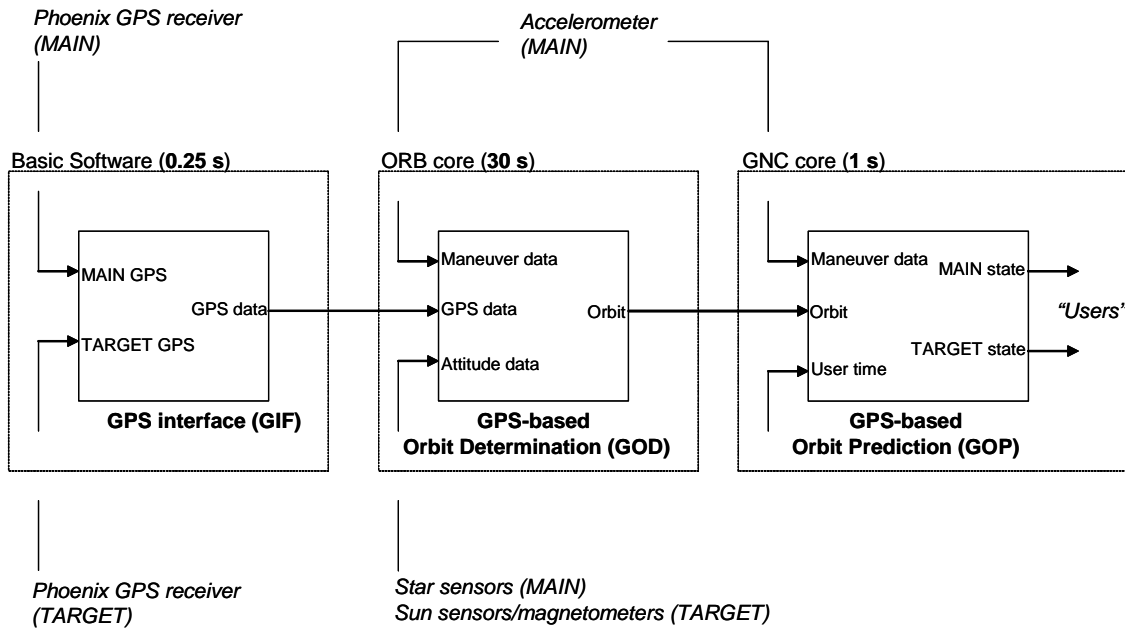 Phoenix GPS receiver
(MAIN)
Accelerometer
(MAIN)
Basic Software (0.25 s)
ORB core (30 s)
GNC core (1 s)
MAIN GPS
GPS data
TARGET GPS
GPS interface (GIF)
Maneuver data
GPS data
Orbit
Attitude data
GPS-based
Orbit Determination (GOD)
Maneuver data
MAIN state
Orbit
TARGET state
User time
GPS-based
Orbit Prediction (GOP)
"Users"
Phoenix GPS receiver
(TARGET)
Star sensors (MAIN)
Sun sensors/magnetometers (TARGET)